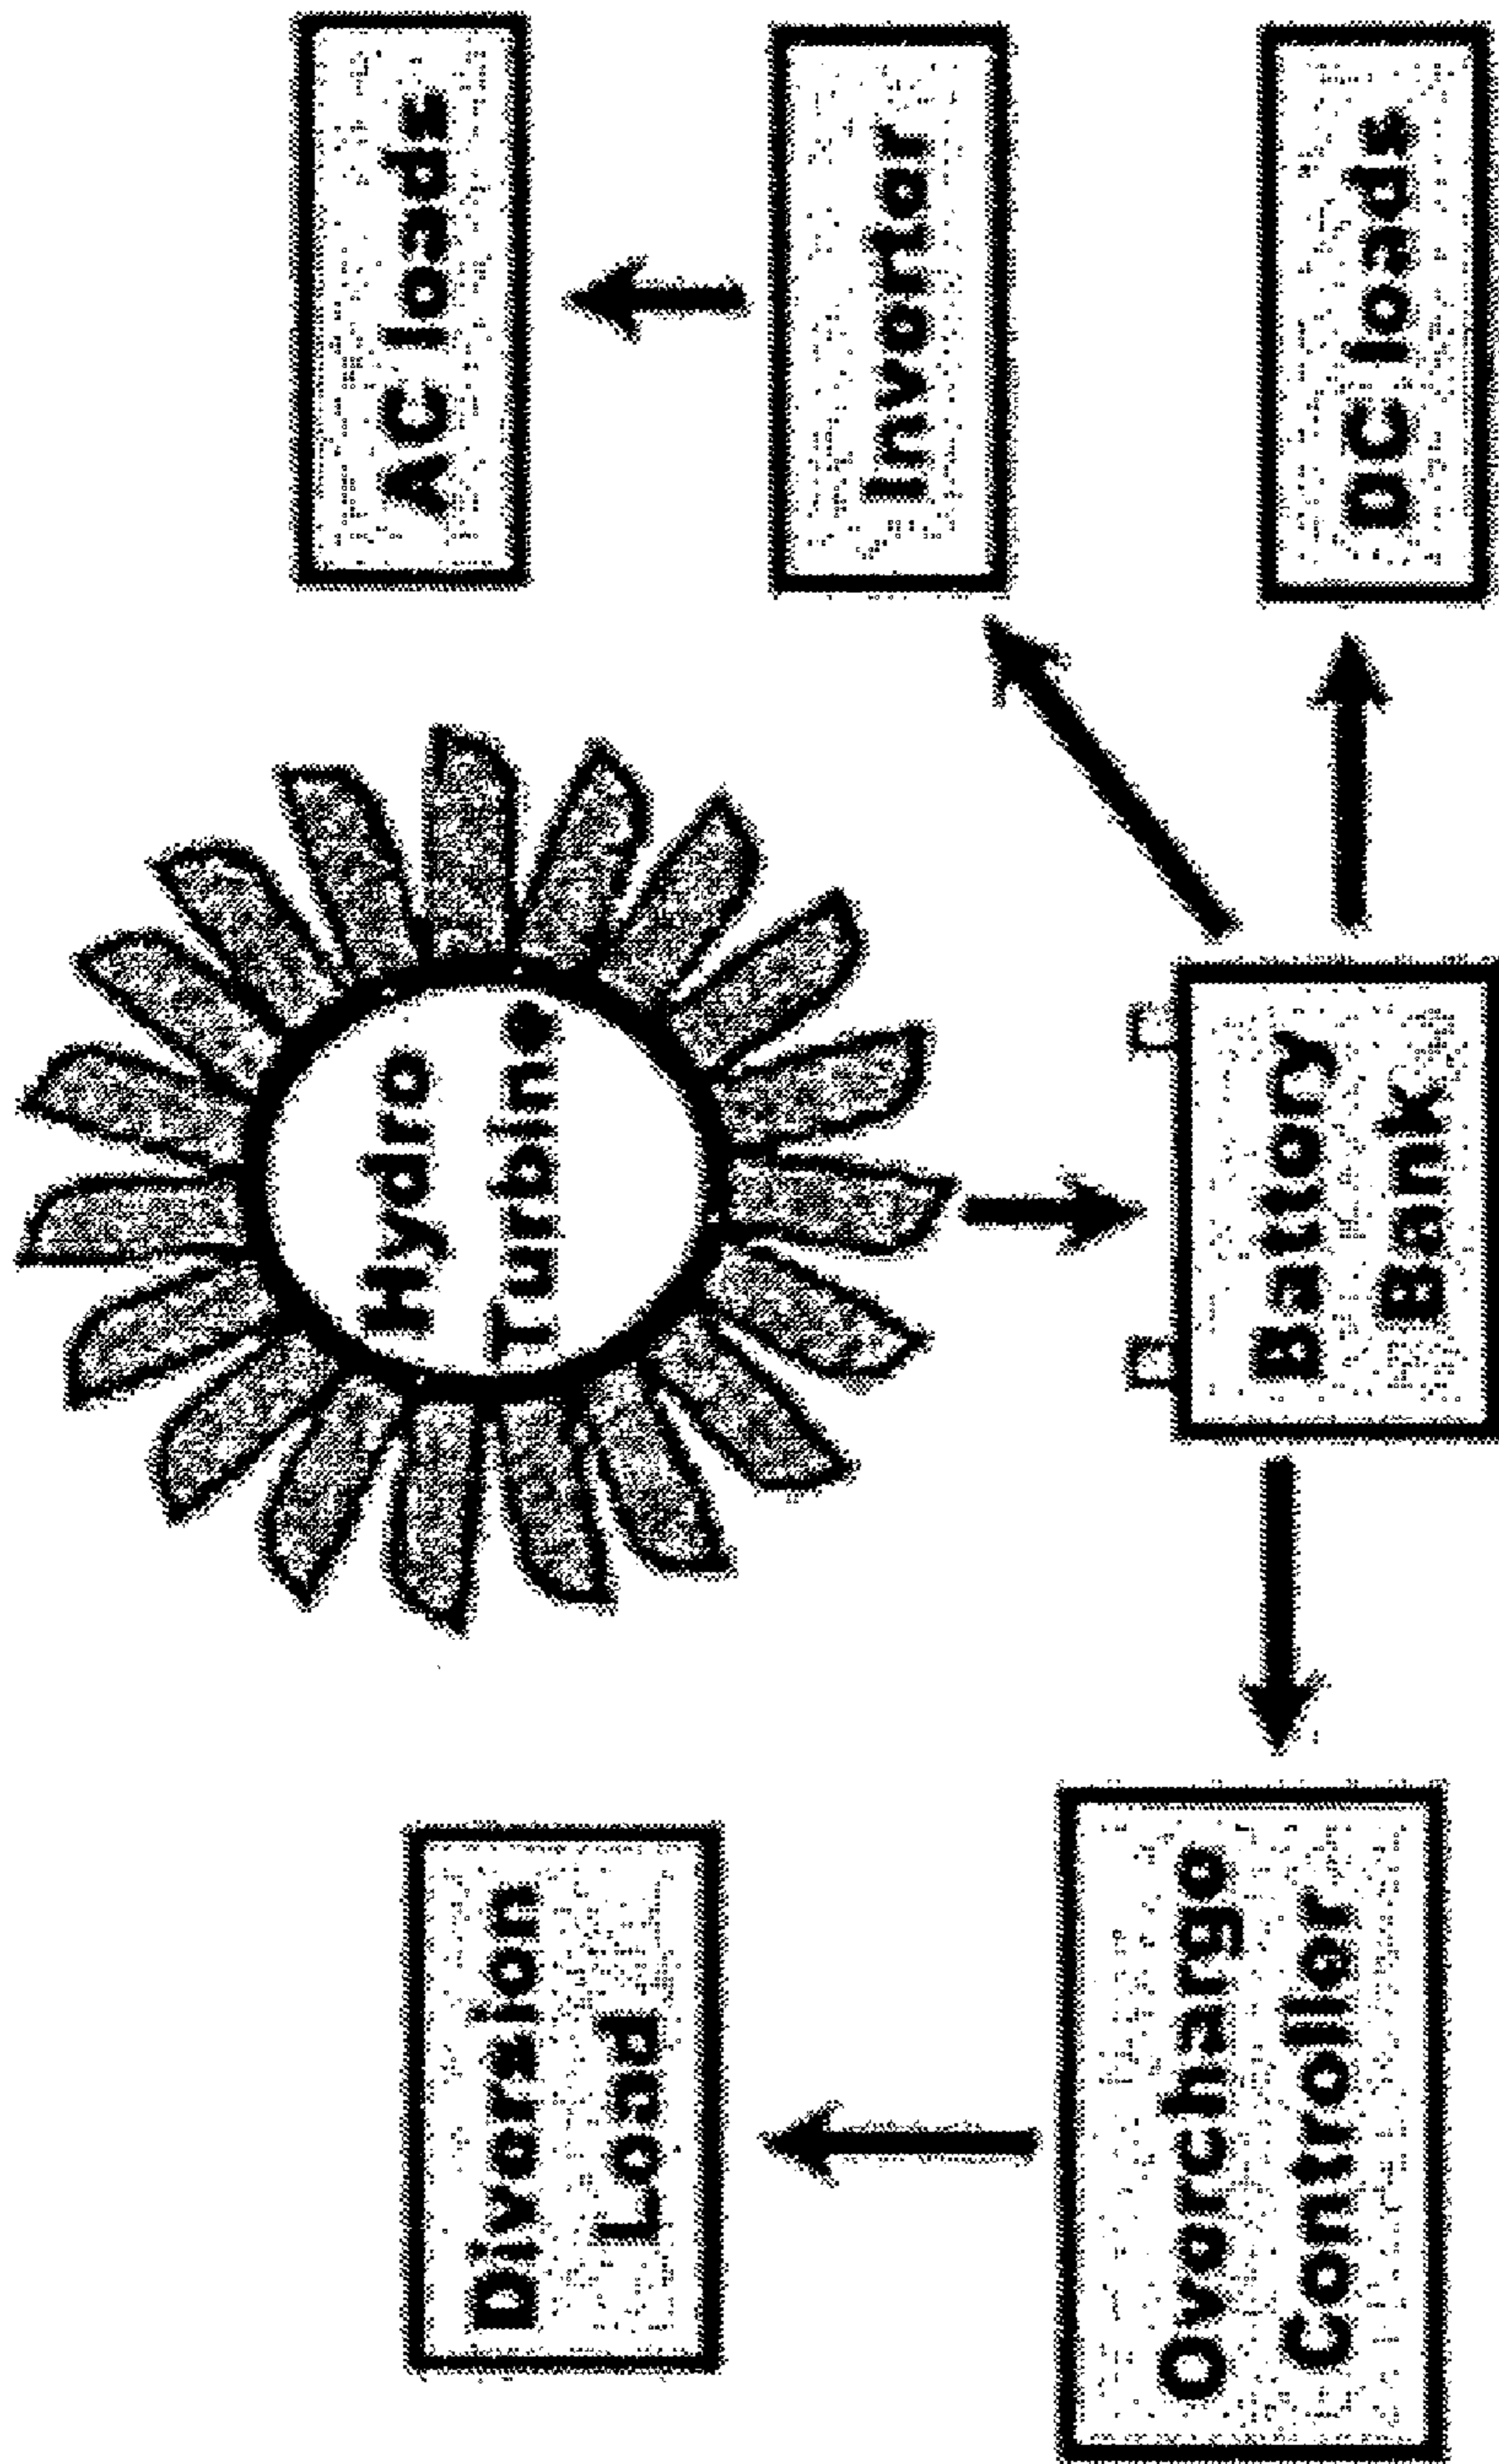 Hydro
Turbine
Diversion
Load
AC loads
Inverter
Overcharge
Controller
Battery
Bank
DC loads